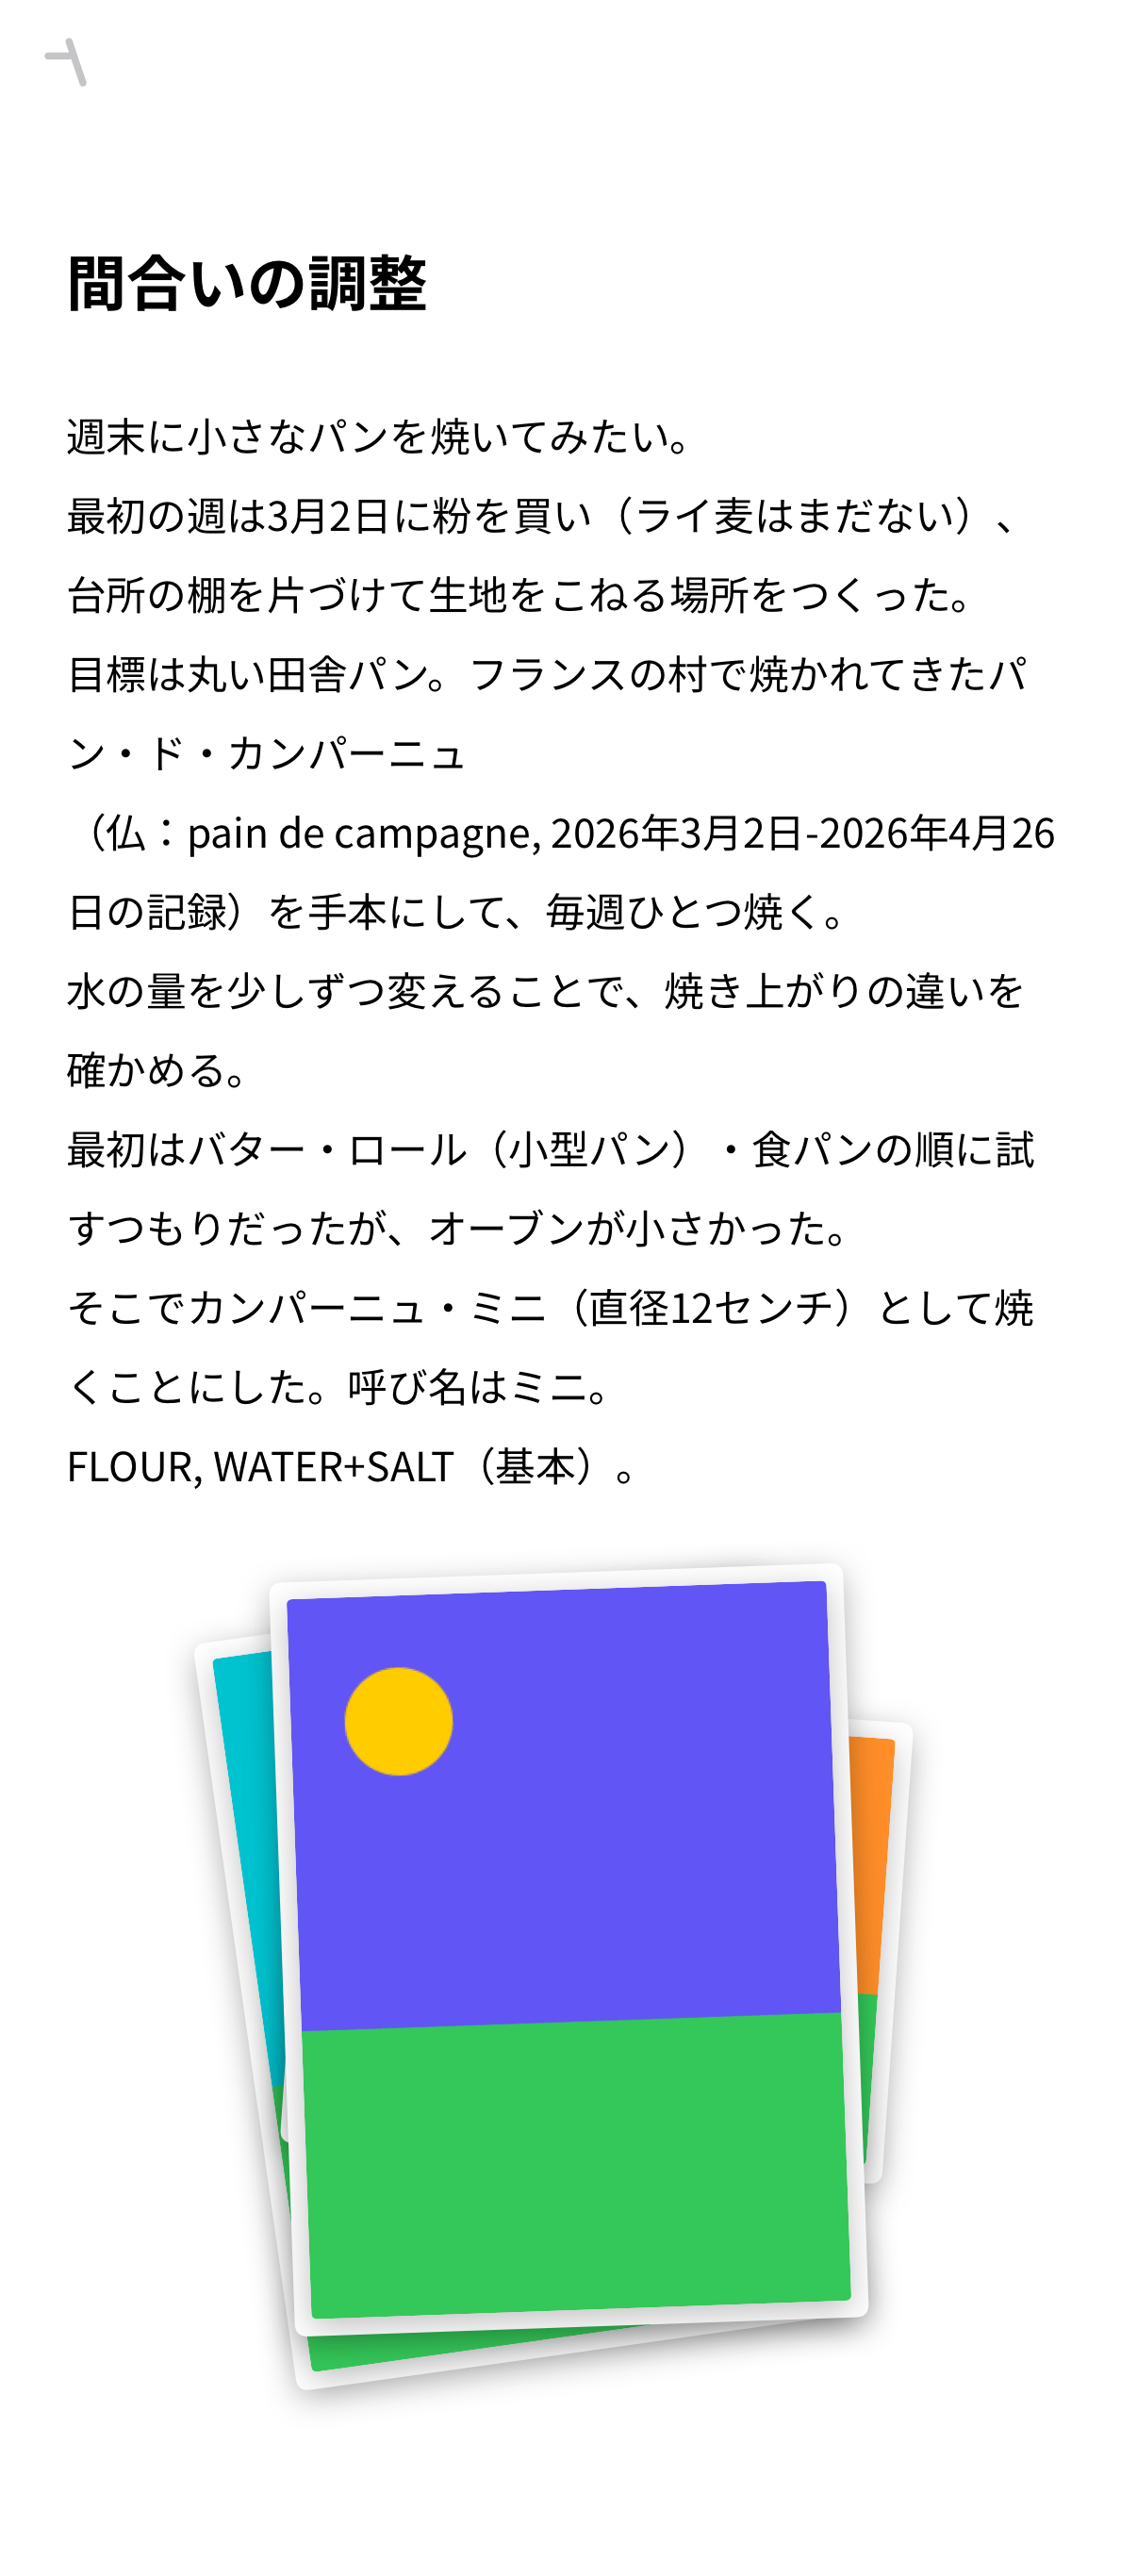 間合いの調整
週末に小さなパンを焼いてみたい。
最初の週は3月2日に粉を買い（ライ麦はまだない）、
台所の棚を片づけて生地をこねる場所をつくった。
目標は丸い田舎パン。フランスの村で焼かれてきたパ
ン・ド・カンパーニュ
（仏：pain de campagne, 2026年3月2日-2026年4月26
日の記録）を手本にして、毎週ひとつ焼く。
水の量を少しずつ変えることで、焼き上がりの違いを
確かめる。
最初はバター・ロール（小型パン）・食パンの順に試
すつもりだったが、オーブンが小さかった。
そこでカンパーニュ・ミニ（直径12センチ）として焼
くことにした。呼び名はミニ。
FLOUR, WATER+SALT（基本）。